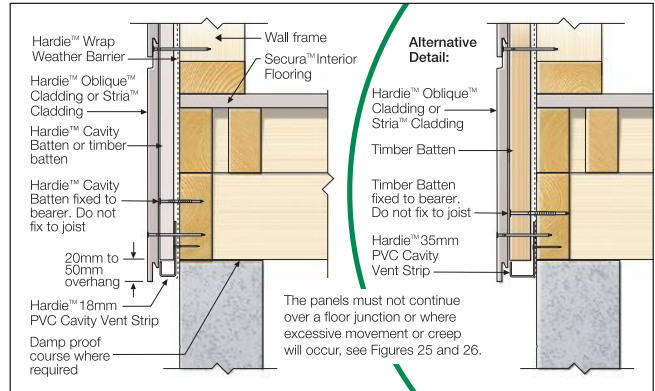 Hardie™ Wrap
Weather Barrier
Hardie™ Oblique™
Cladding or Stria™
Cladding
Hardie™ Cavity
Batten or timber
batten
Hardie™ Cavity
Batten fixed to
bearer. Do not
fix to joist
20mm to
50mm
overhang
Hardie™ 18mm
PVC Cavity Vent Strip
Damp proof
course where
required
Wall frame
Secura™ Interior
Flooring
Alternative
Detail:
Hardie™ Oblique™
Cladding or
Stria™ Cladding
Timber Batten
Timber Batten
fixed to bearer.
Do not fix to joist
Hardie™ 35mm
PVC Cavity
Vent Strip
The panels must not continue
over a floor junction or where
excessive movement or creep
will occur, see Figures 25 and 26.